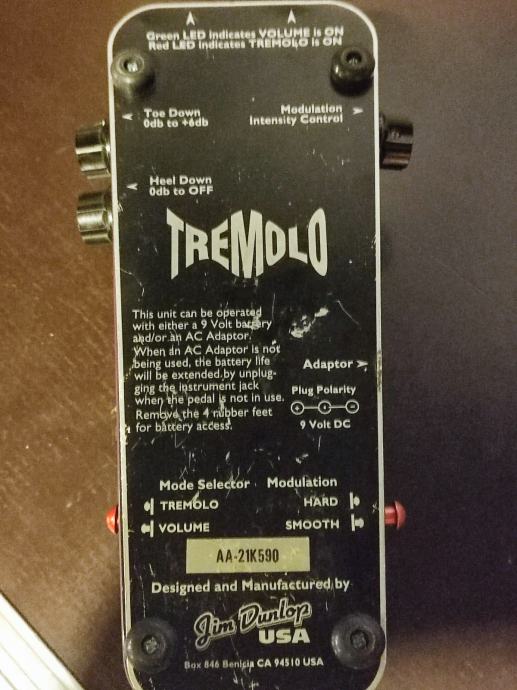 Green LED indicates VOLUME is ON
Red LED indicates TREMOLO is ON
Toe Down
0db to +6db
Modulation
Intensity Control
Heel Down
0db to OFF
TREMOLO
This unit can be operated
with either a 9 Volt battery
and/or an AC Adaptor.
When an AC Adaptor is not
being used, the battery life
will be extended by unplug-
ging the instrument jack
when the pedal is not in use.
Remove the 4 rubber feet
for battery access.
Adaptor
Plug Polarity
9 Volt DC
Mode Selector
TREMOLO
VOLUME
Modulation
HARD
SMOOTH
AA-21K590
Designed and Manufactured by
Jim Dunlop
USA
Box 846 Benicia CA 94510 USA